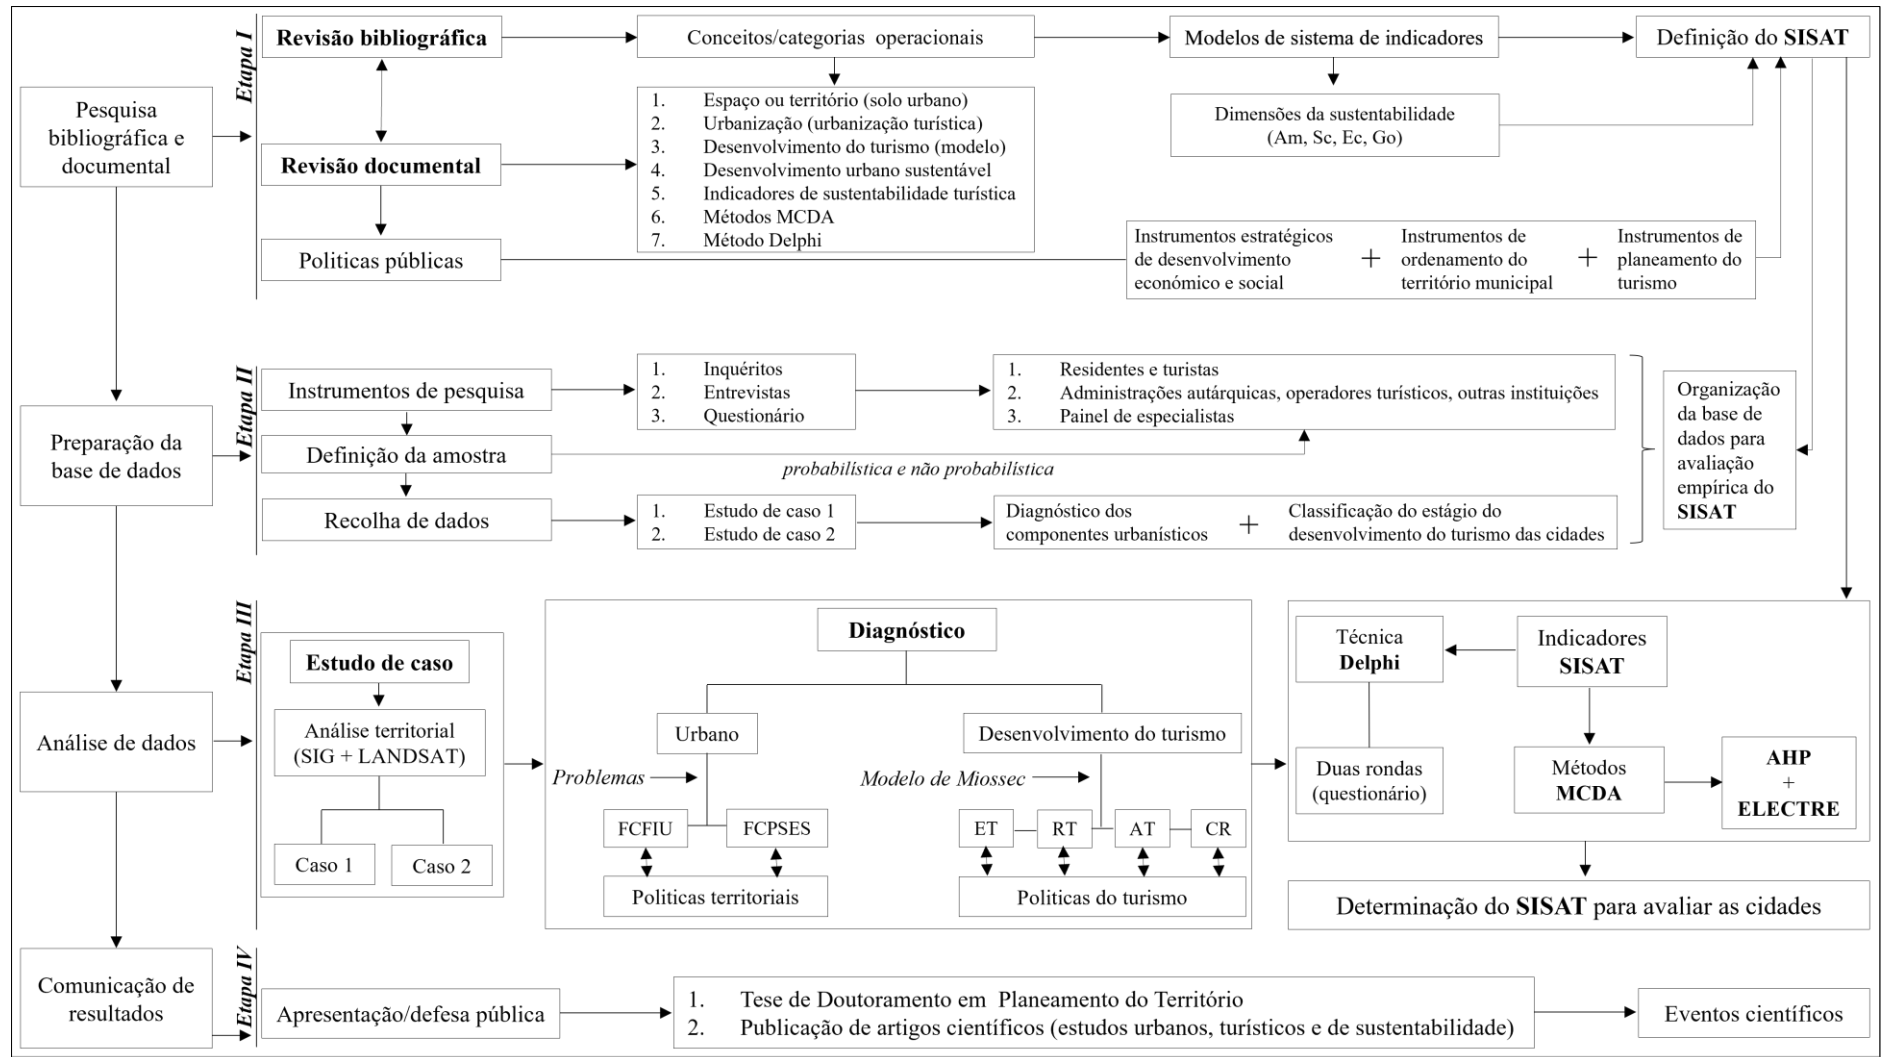 Etapa I
Pesquisa
bibliográfica e
documental
Revisão bibliográfica
Conceitos/categorias operacionais
Modelos de sistema de indicadores
Definição do SISAT
1. Espaço ou território (solo urbano)
2. Urbanização (urbanização turística)
3. Desenvolvimento do turismo (modelo)
4. Desenvolvimento urbano sustentável
5. Indicadores de sustentabilidade turística
6. Métodos MCDA
7. Método Delphi
Dimensões da sustentabilidade
(Am, Sc, Ec, Go)
Revisão documental
Politicas públicas
Instrumentos estratégicos
de desenvolvimento
económico e social
+
Instrumentos de
ordenamento do
território municipal
+
Instrumentos de
planeamento do
turismo
Etapa II
Preparação da
base de dados
Instrumentos de pesquisa
1. Inquéritos
2. Entrevistas
3. Questionário
1. Residentes e turistas
2. Administrações autárquicas, operadores turísticos, outras instituições
3. Painel de especialistas
Definição da amostra
probabilística e não probabilística
Recolha de dados
1. Estudo de caso 1
2. Estudo de caso 2
Diagnóstico dos
componentes urbanísticos
+
Classificação do estágio do
desenvolvimento do turismo das cidades
Organização
da base de
dados para
avaliação
empírica do
SISAT
Etapa III
Análise de dados
Estudo de caso
Análise territorial
(SIG + LANDSAT)
Caso 1
Caso 2
Diagnóstico
Urbano
Desenvolvimento do turismo
Problemas
Modelo de Miossec
FCFIU
FCPSES
ET
RT
AT
CR
Politicas territoriais
Politicas do turismo
Técnica
Delphi
Indicadores
SISAT
Duas rondas
(questionário)
Métodos
MCDA
AHP
+
ELECTRE
Determinação do SISAT para avaliar as cidades
Etapa IV
Comunicação de
resultados
Apresentação/defesa pública
1. Tese de Doutoramento em Planeamento do Território
2. Publicação de artigos científicos (estudos urbanos, turísticos e de sustentabilidade)
Eventos científicos